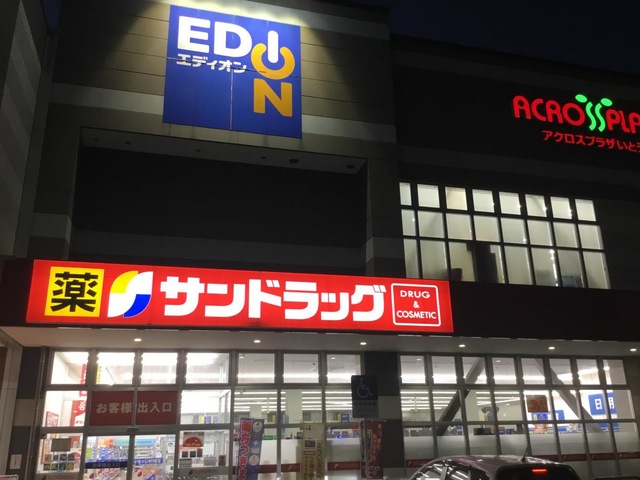 EDION
エディオン
ACROSSPLA
アクロスプラザいと
薬 サンドラッグ
DRUG
&
COSMETIC
お客様出入口